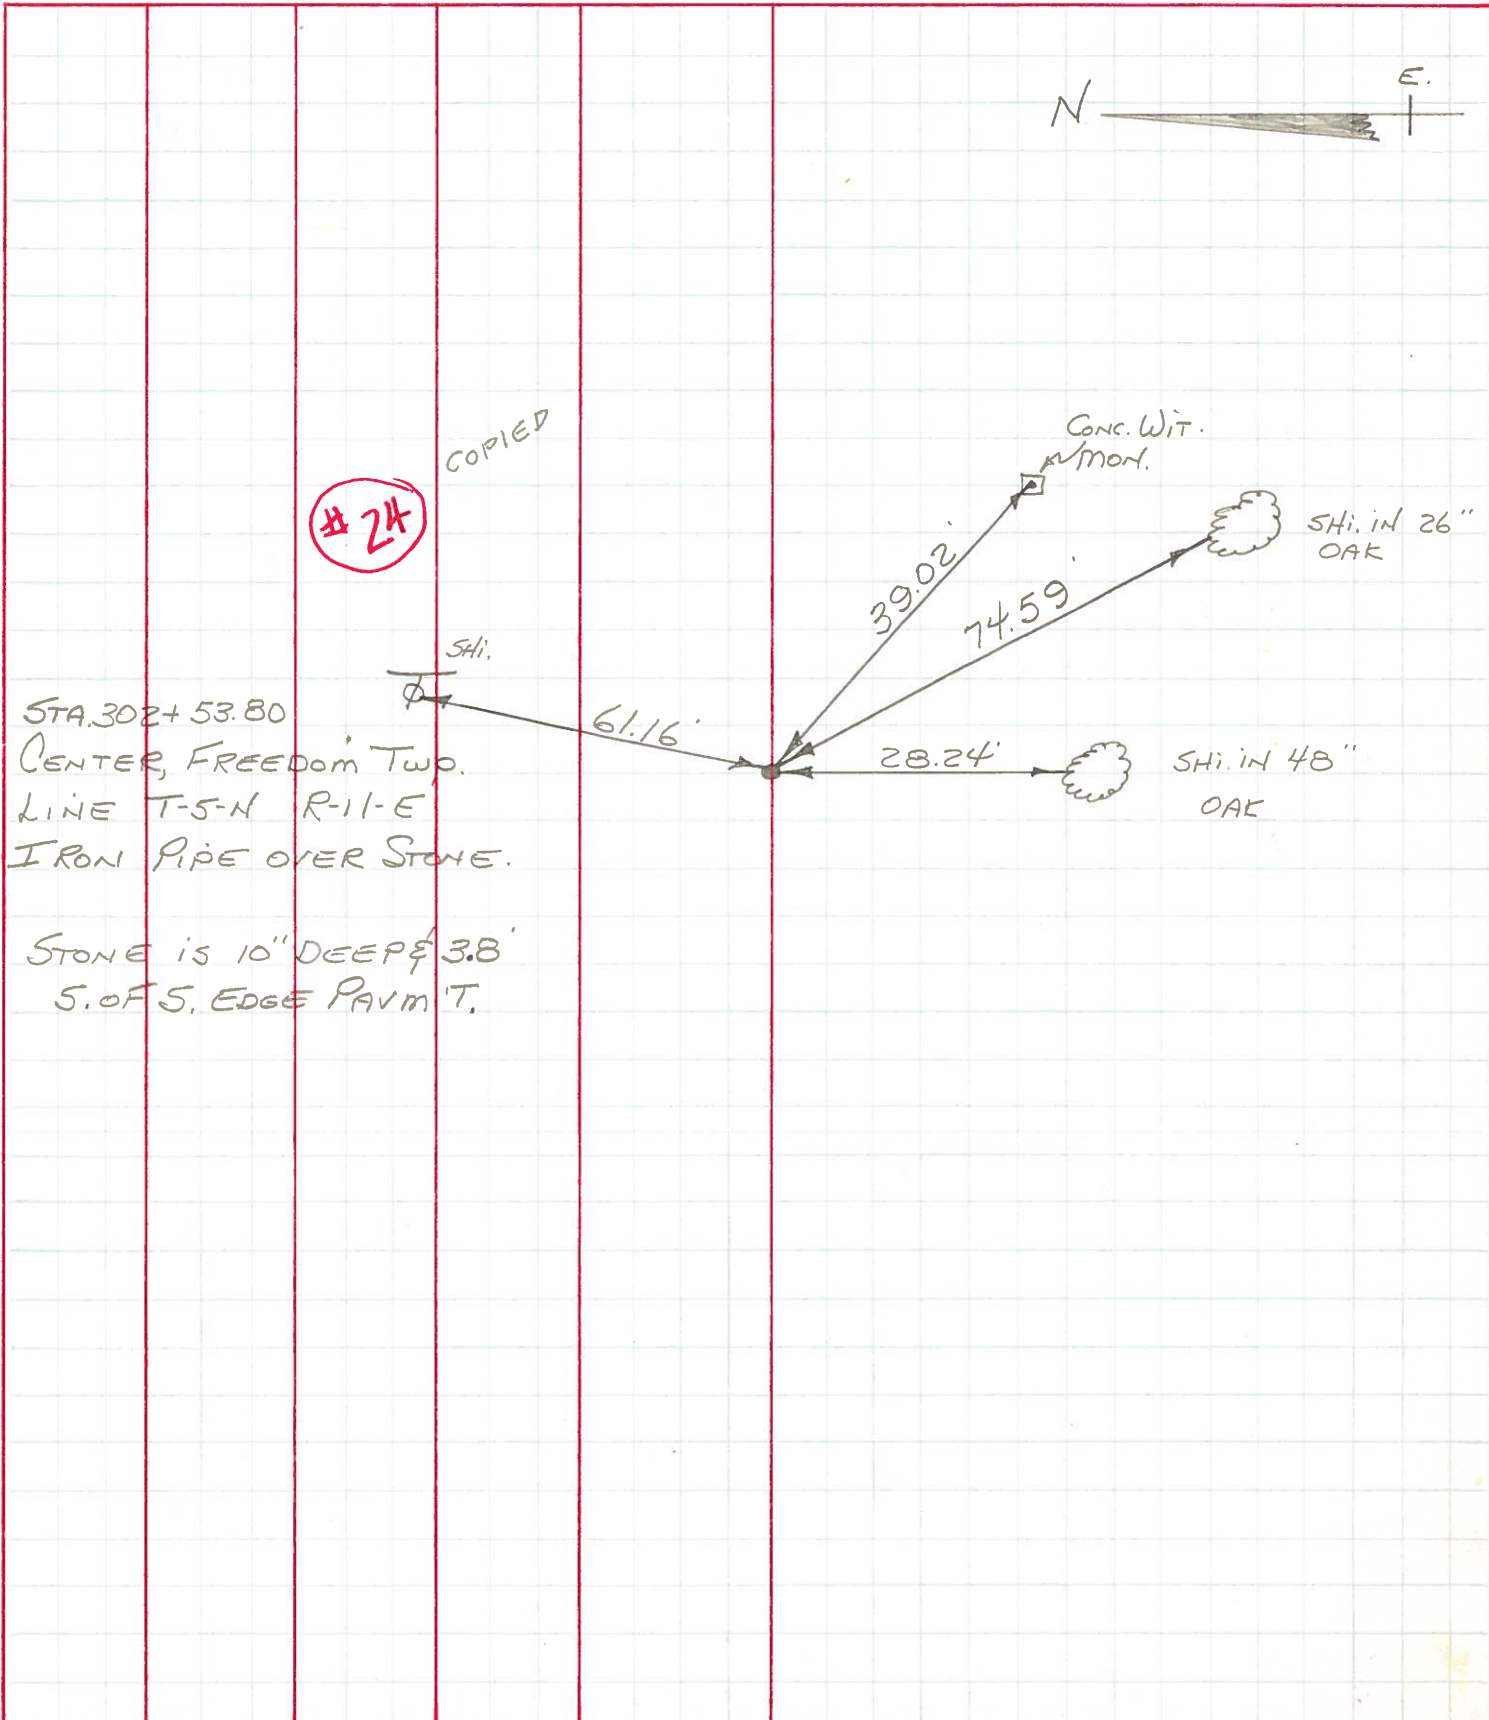 N
E.
COPIED
# 24
CONC. WIT.
MON.
SHI. IN 26"
OAK
39.02'
74.59'
SHI.
61.16'
28.24'
SHI. IN 48"
OAK
STA. 302+53.80
CENTER, FREEDOM TWP.
LINE T-5-N R-11-E
IRON PIPE OVER STONE.
STONE IS 10" DEEP & 3.8'
S. OF S. EDGE PAVM'T.